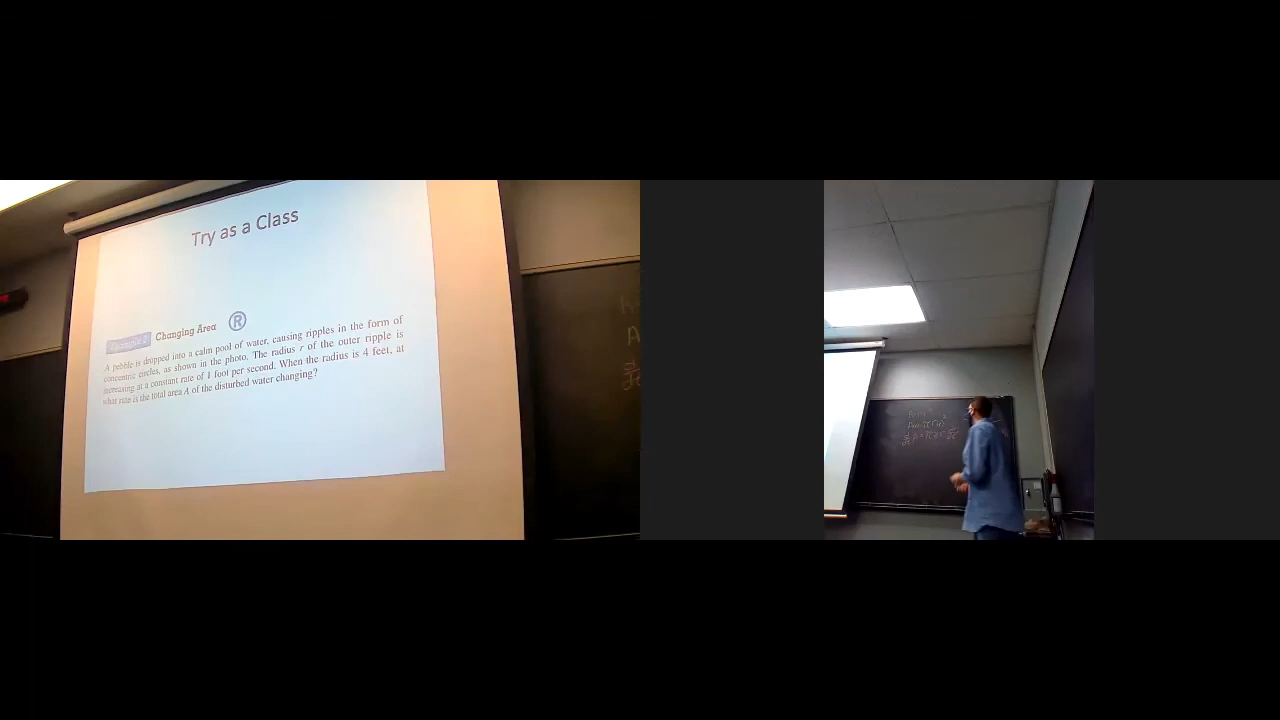 Try as a Class
Example 2 Changing Area ®
A pebble is dropped into a calm pool of water, causing ripples in the form of
concentric circles, as shown in the photo. The radius r of the outer ripple is
increasing at a constant rate of 1 foot per second. When the radius is 4 feet, at
what rate is the total area A of the disturbed water changing?